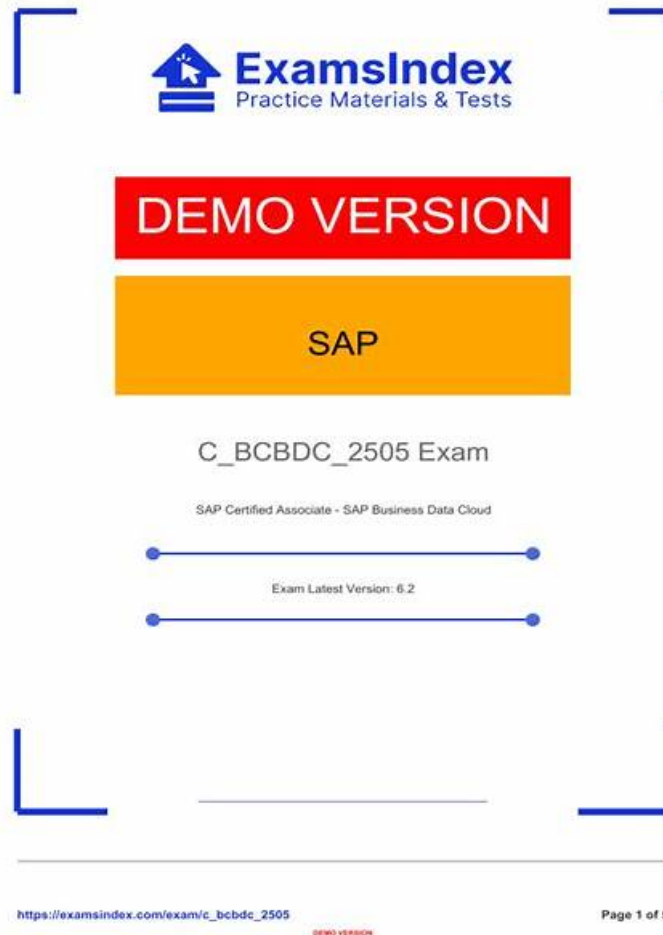 ExamsIndex
Practice Materials & Tests
DEMO VERSION
SAP
C_BCBDC_2505 Exam
SAP Certified Associate - SAP Business Data Cloud
Exam Latest Version: 6.2
https://examsindex.com/exam/c_bcbdc_2505
Page 1 of
DEMO VERSION